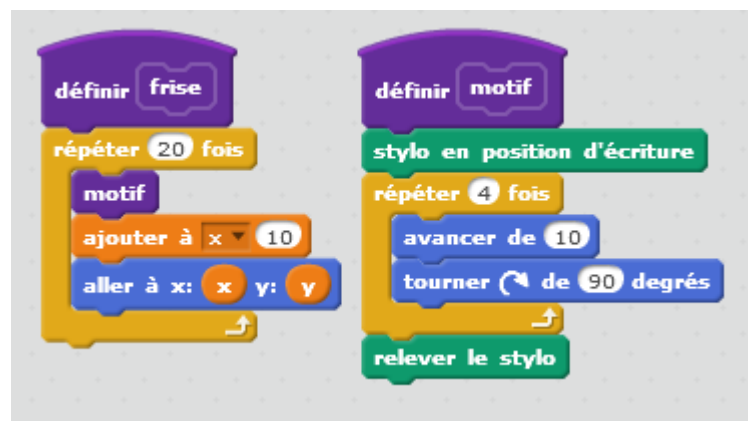 définir frise
répéter 20 fois
motif
ajouter à x 10
aller à x: x y: y
définir motif
stylo en position d'écriture
répéter 4 fois
avancer de 10
tourner de 90 degrés
relever le stylo